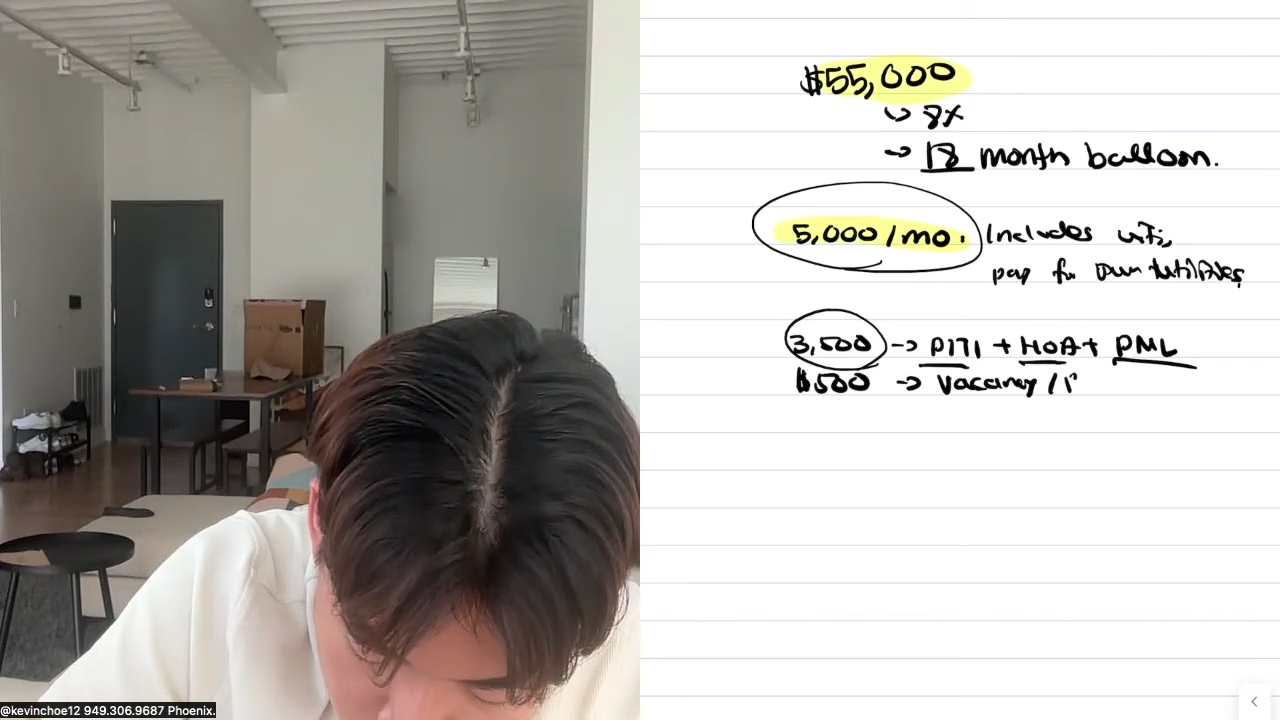 $55,000
↳ 8%
→ 18 month balloon.
5,000/mo. Includes
pay for own utilities
3,500 → PITI + HOA + PML
$500 → Vacancy /
@kevinchoe12 949.306.9687 Phoenix.